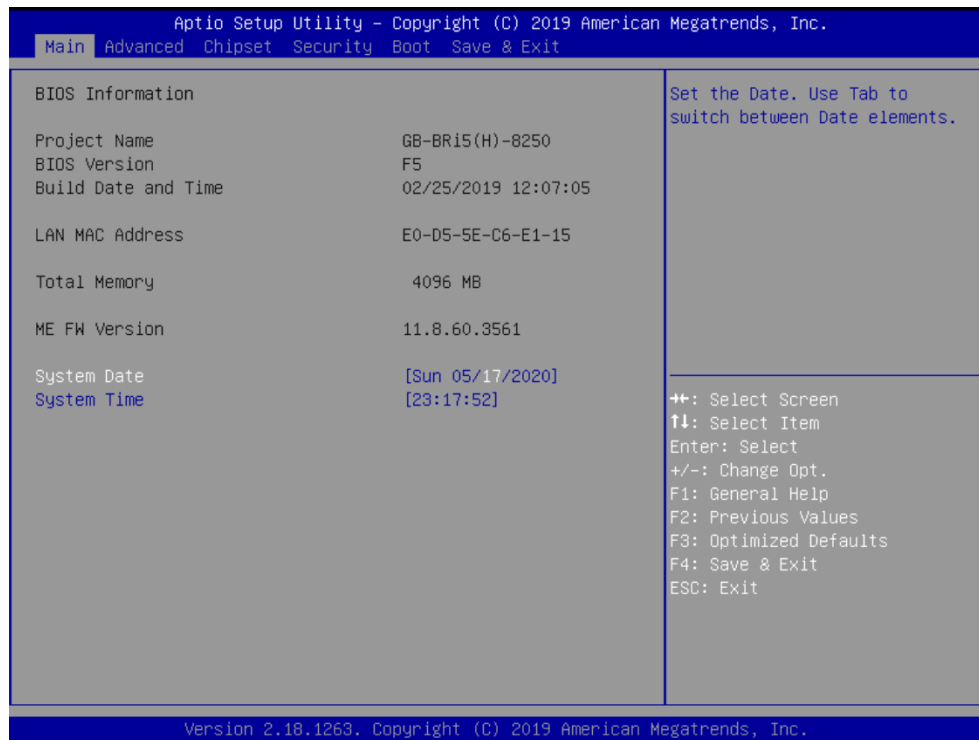 Aptio Setup Utility – Copyright (C) 2019 American Megatrends, Inc.
Main Advanced Chipset Security Boot Save & Exit
BIOS Information
Project Name GB-BRi5(H)-8250
BIOS Version F5
Build Date and Time 02/25/2019 12:07:05
LAN MAC Address E0-D5-5E-C6-E1-15
Total Memory 4096 MB
ME FW Version 11.8.60.3561
System Date [Sun 05/17/2020]
System Time [23:17:52]
Set the Date. Use Tab to
switch between Date elements.
→←: Select Screen
↑↓: Select Item
Enter: Select
+/-: Change Opt.
F1: General Help
F2: Previous Values
F3: Optimized Defaults
F4: Save & Exit
ESC: Exit
Version 2.18.1263. Copyright (C) 2019 American Megatrends, Inc.